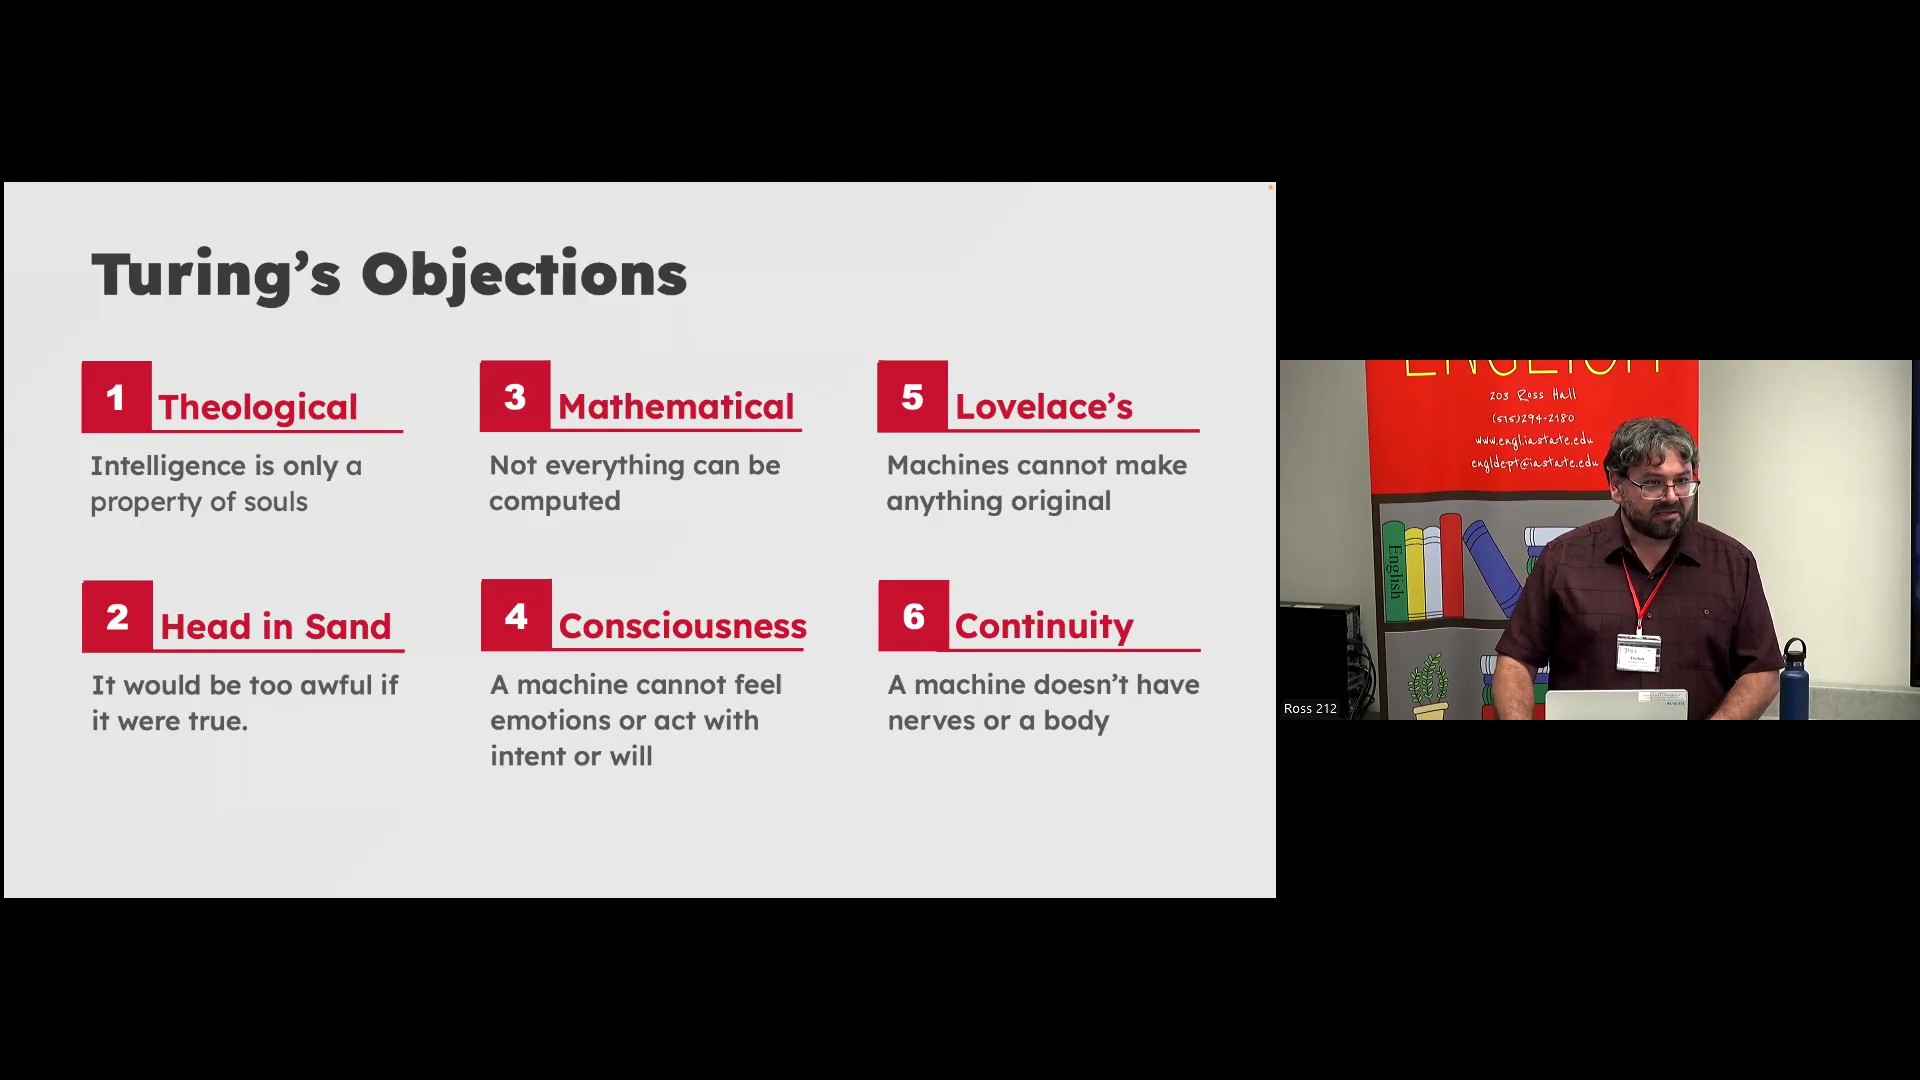 Turing’s Objections
1 Theological
Intelligence is only a
property of souls
2 Head in Sand
It would be too awful if
it were true.
3 Mathematical
Not everything can be
computed
4 Consciousness
A machine cannot feel
emotions or act with
intent or will
5 Lovelace’s
Machines cannot make
anything original
6 Continuity
A machine doesn’t have
nerves or a body
ENGLISH
203 Ross Hall
(515)294-2180
www.engl.iastate.edu
engldept@iastate.edu
English
Ross 212